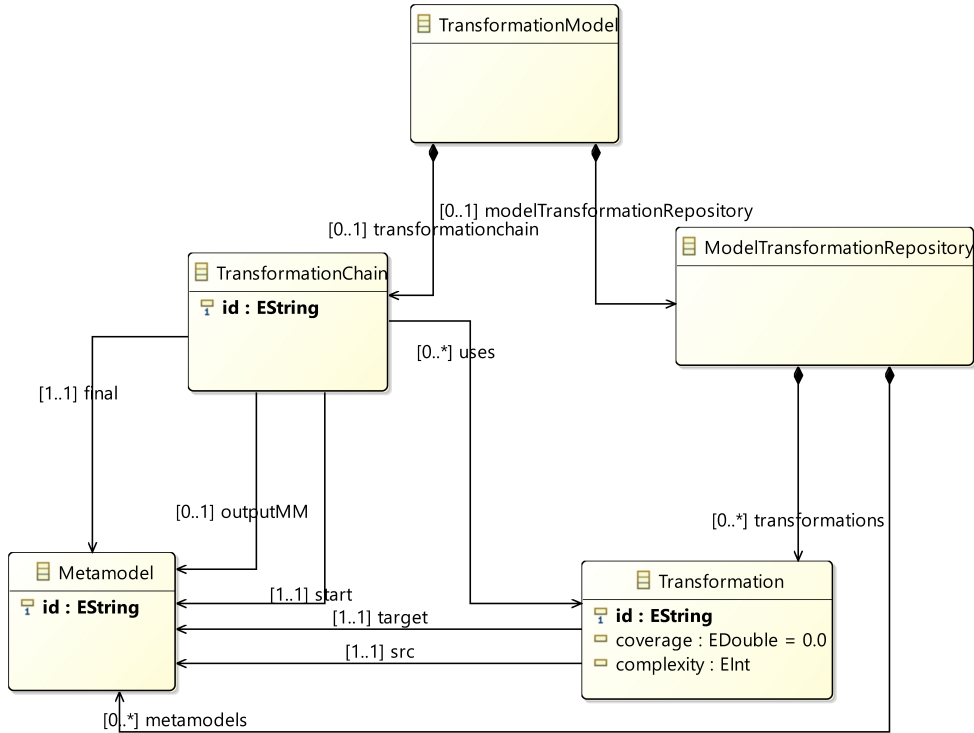 TransformationModel
[0..1] modelTransformationRepository
[0..1] transformationchain
ModelTransformationRepository
TransformationChain
id : EString
[0..*] uses
[1..1] final
[0..1] outputMM
[0..*] transformations
Metamodel
id : EString
[1..1] start
[1..1] target
[1..1] src
Transformation
id : EString
coverage : EDouble = 0.0
complexity : EInt
[0..*] metamodels